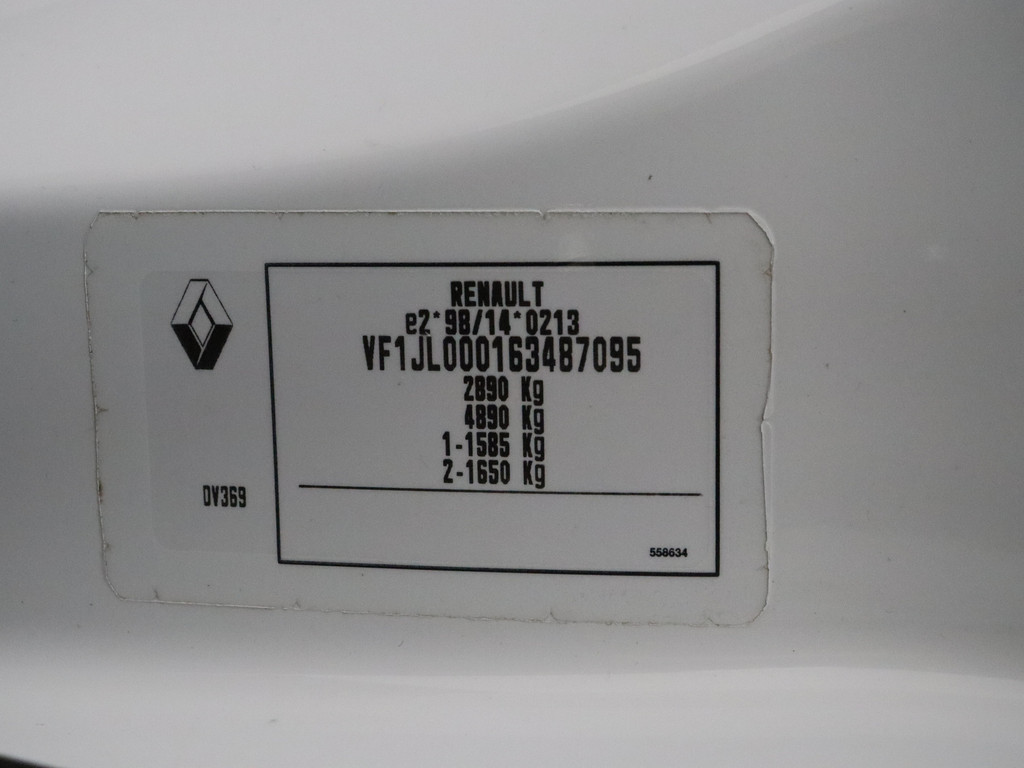 RENAULT
e2*98/14*0213
VF1JL000163487095
2890 Kg
4890 Kg
1-1585 Kg
2-1650 Kg
DV369
558634